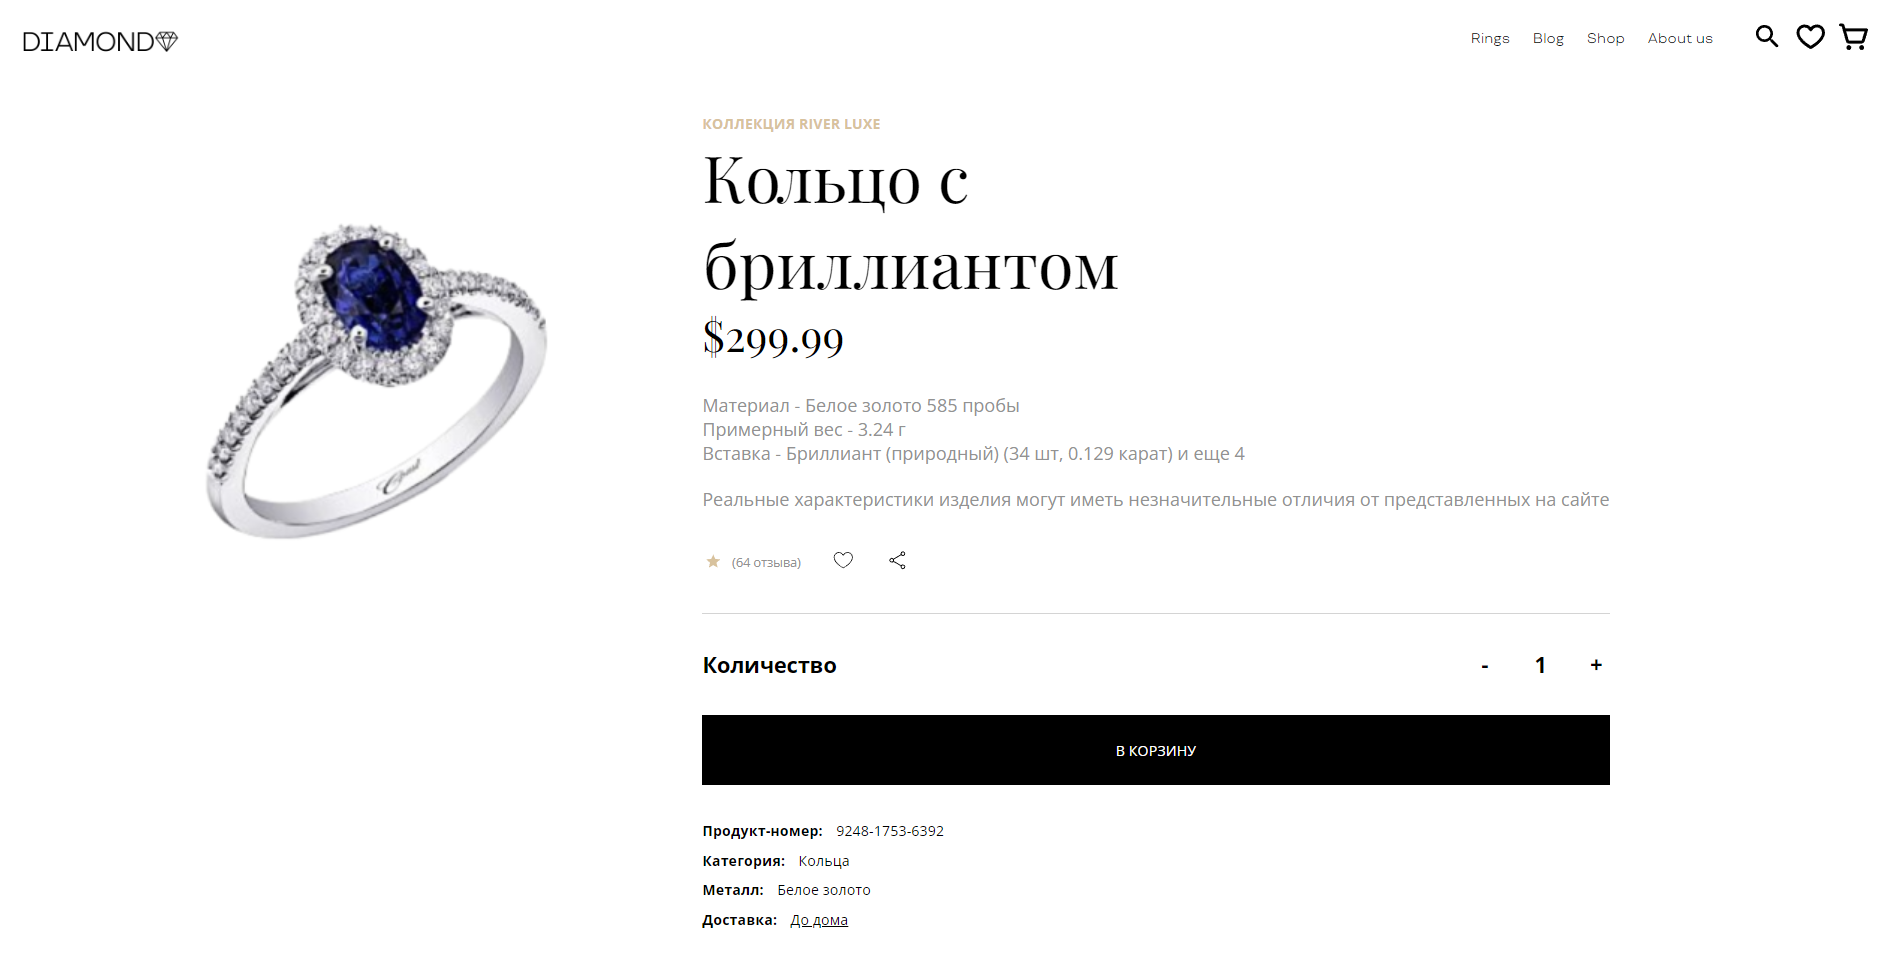 DIAMOND
Rings Blog Shop About us
КОЛЛЕКЦИЯ RIVER LUXE
Кольцо с
бриллиантом
$299.99
Материал - Белое золото 585 пробы
Примерный вес - 3.24 г
Вставка - Бриллиант (природный) (34 шт, 0.129 карат) и еще 4
Реальные характеристики изделия могут иметь незначительные отличия от представленных на сайте
(64 отзыва)
Количество - 1 +
В КОРЗИНУ
Продукт-номер: 9248-1753-6392
Категория: Кольца
Металл: Белое золото
Доставка: До дома